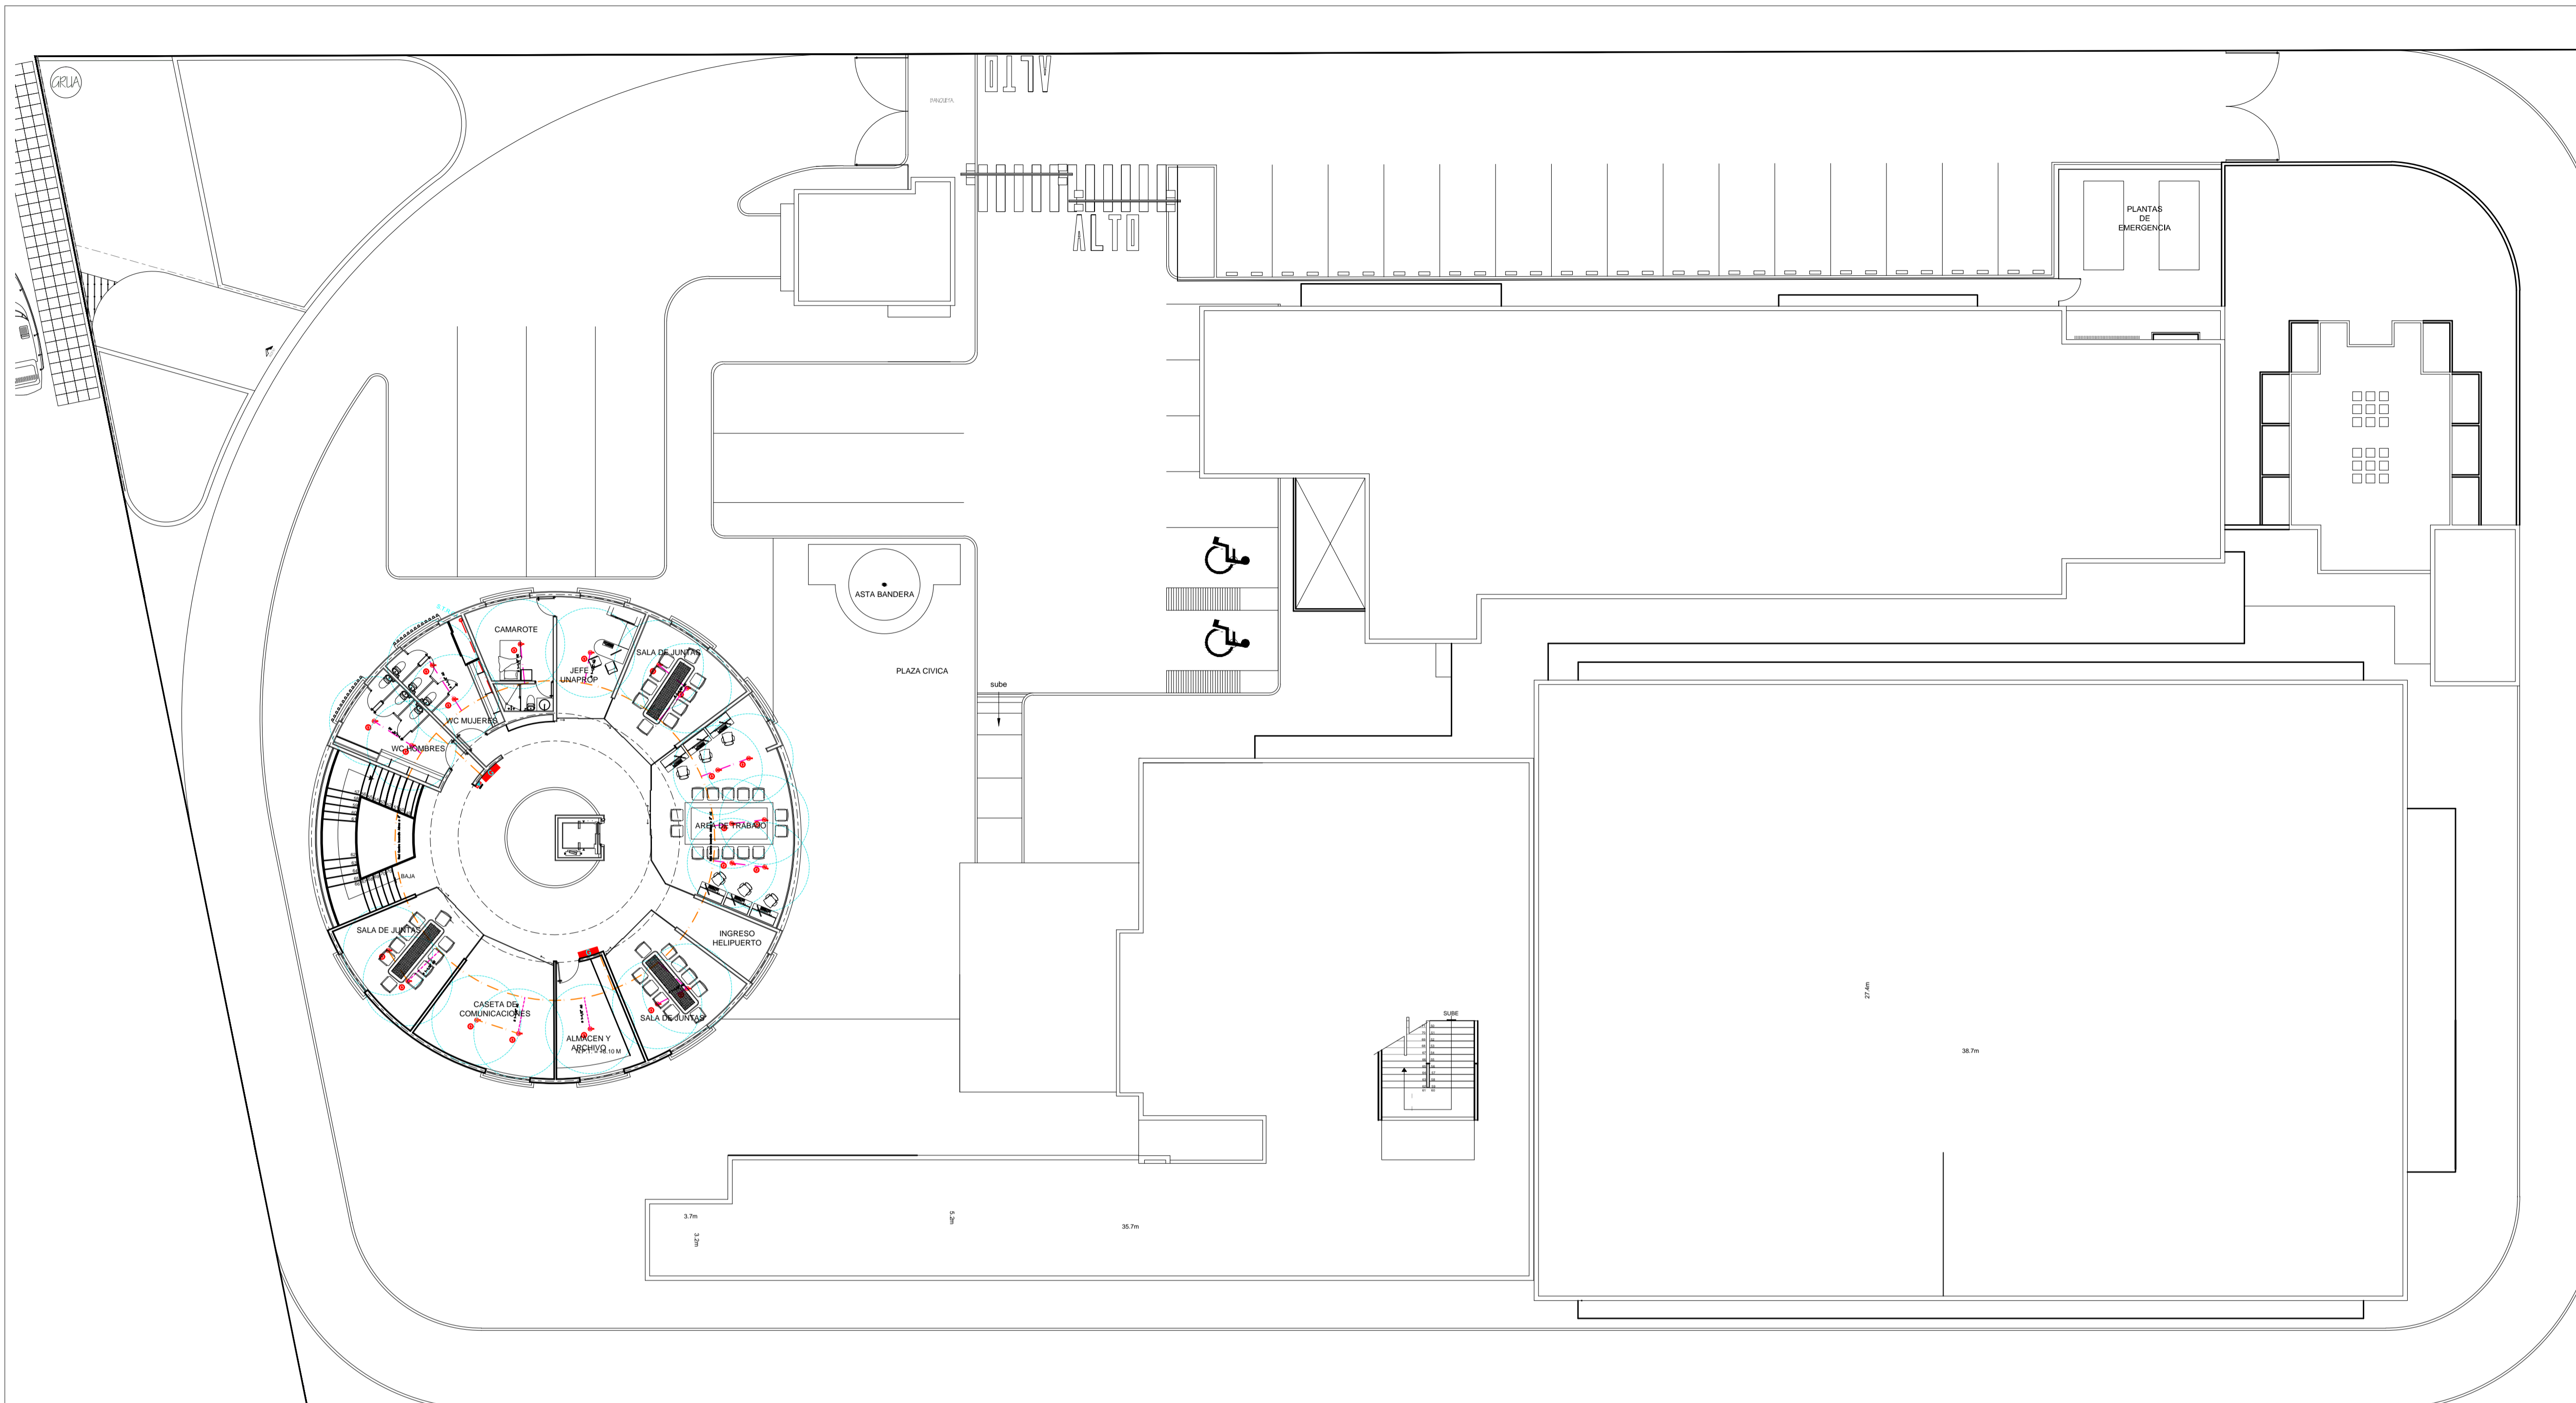 GRUA
ALTO
BANQUETA
ALTO
PLANTAS
DE
EMERGENCIA
ASTA BANDERA
PLAZA CIVICA
sube
CAMAROTE
JEFE
UNAPROP
SALA DE JUNTAS
WC MUJERES
WC HOMBRES
AREA DE TRABAJO
BAJA
SALA DE JUNTAS
INGRESO
HELIPUERTO
CASETA DE
COMUNICACIONES
SALA DE JUNTAS
ALMACEN Y
ARCHIVO
SUBE
27.4m
38.7m
3.7m
3.2m
5.2m
35.7m